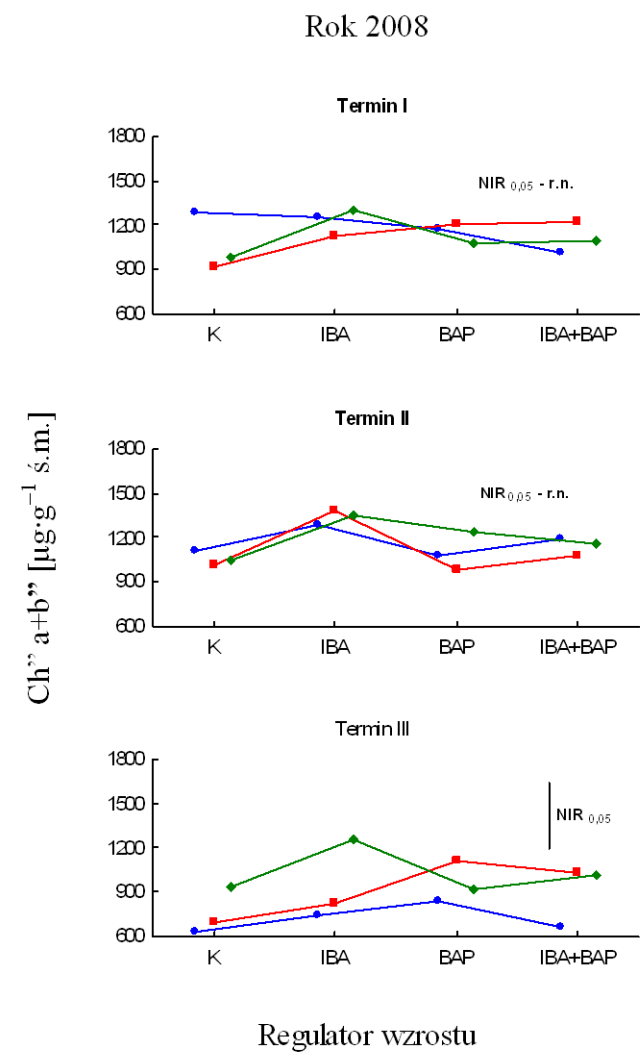 Rok 2008
Termin I
1800
1500
1200
900
600
NIR 0,05 - r.n.
K IBA BAP IBA+BAP
Termin II
1800
1500
1200
900
600
NIR 0,05 - r.n.
K IBA BAP IBA+BAP
Termin III
1800
1500
1200
900
600
NIR 0,05
K IBA BAP IBA+BAP
Ch” a+b” [µg·g⁻¹ ś.m.]
Regulator wzrostu